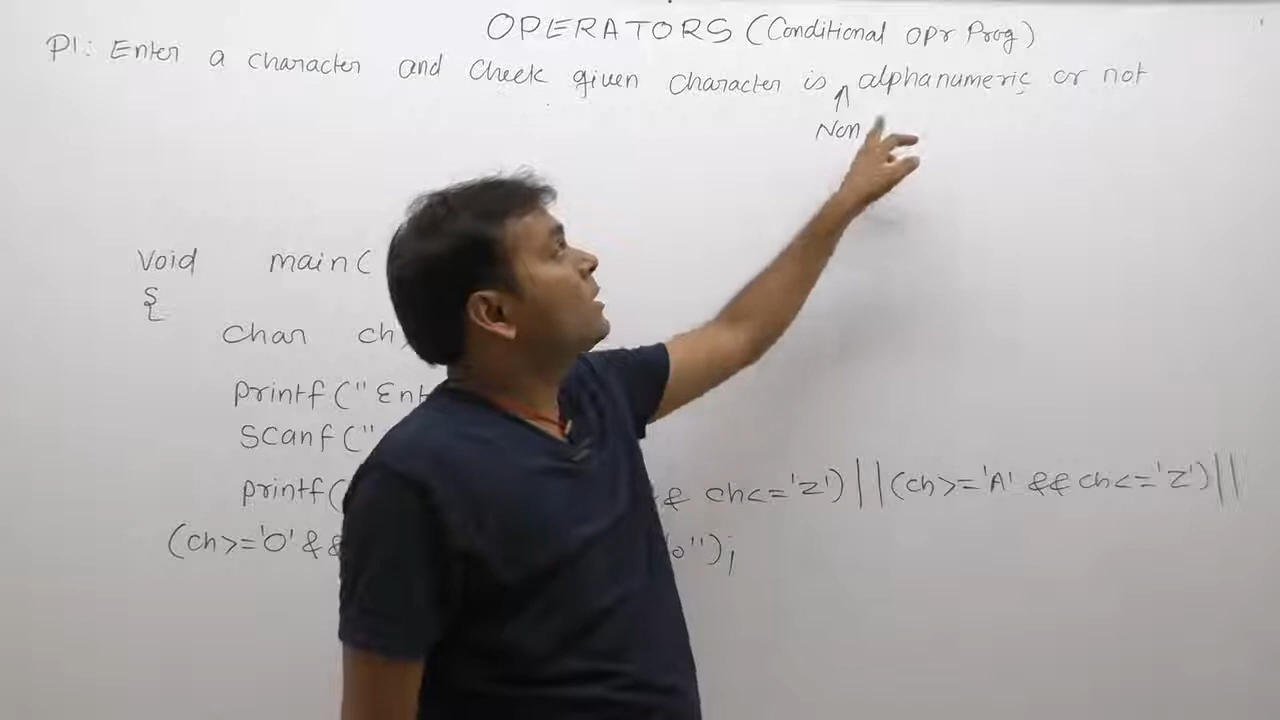 OPERATORS (Conditional opr Prog)
P1: Enter a character and Check given Character is alphanumeric or not
Non
Void main(
{
Char ch,
Printf("Ent
Scanf("
Printf( & ch<='z')||(ch>='A' && ch<='Z')||
(ch>='0' && o");